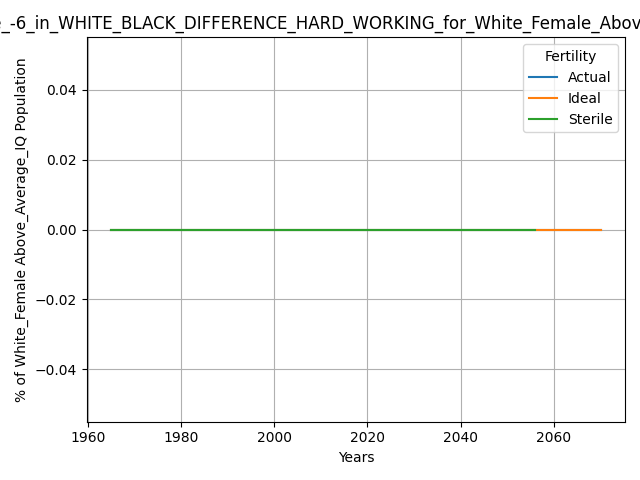 _-6_in_WHITE_BLACK_DIFFERENCE_HARD_WORKING_for_White_Female_Abov
Fertility
Actual
Ideal
Sterile
% of White_Female Above_Average_IQ Population
0.04
0.02
0.00
−0.02
−0.04
1960 1980 2000 2020 2040 2060
Years